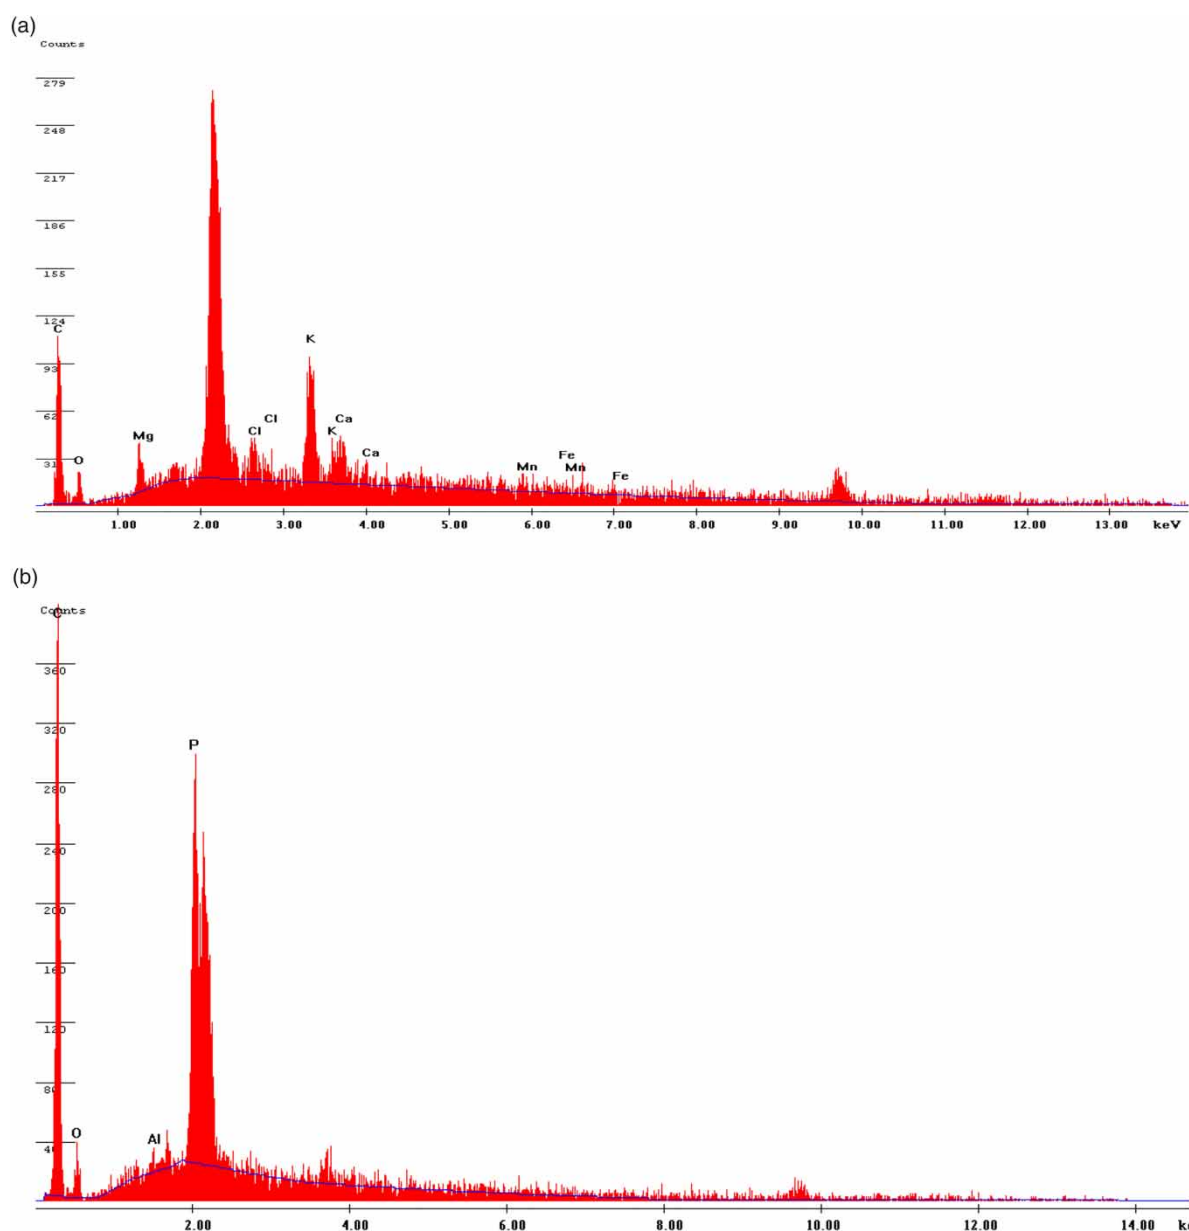 (a)
Counts
279
248
217
186
155
124
C
93
K
62
Cl
Cl
K
Ca
Mg
31
O
Ca
Fe
Mn
Mn
Fe
1.00 2.00 3.00 4.00 5.00 6.00 7.00 8.00 9.00 10.00 11.00 12.00 13.00 keV
(b)
Counts
C
360
320
P
280
240
200
160
120
80
O
Al
40
2.00 4.00 6.00 8.00 10.00 12.00 14.00 k